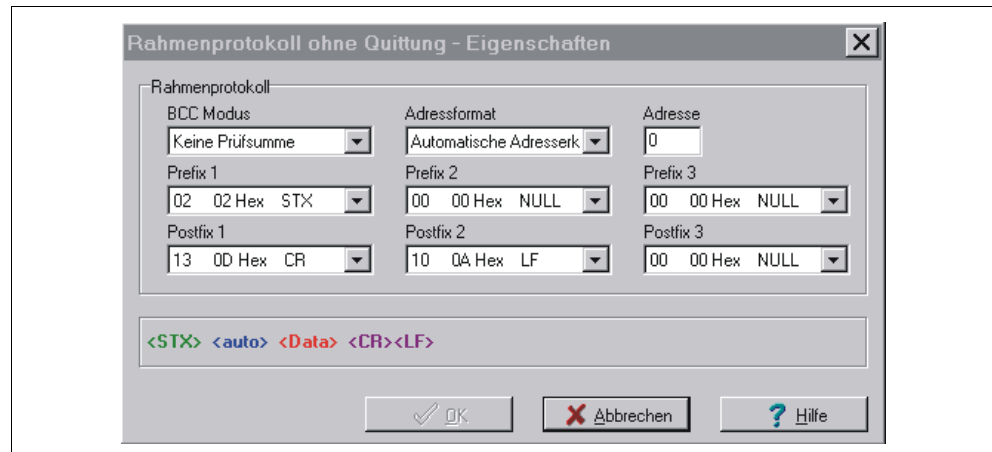 Rahmenprotokoll ohne Quittung - Eigenschaften
Rahmenprotokoll
BCC Modus Adressformat Adresse
Keine Prüfsumme Automatische Adresserk 0
Prefix 1 Prefix 2 Prefix 3
02 02 Hex STX 00 00 Hex NULL 00 00 Hex NULL
Postfix 1 Postfix 2 Postfix 3
13 0D Hex CR 10 0A Hex LF 00 00 Hex NULL
<STX> <auto> <Data> <CR><LF>
OK Abbrechen Hilfe